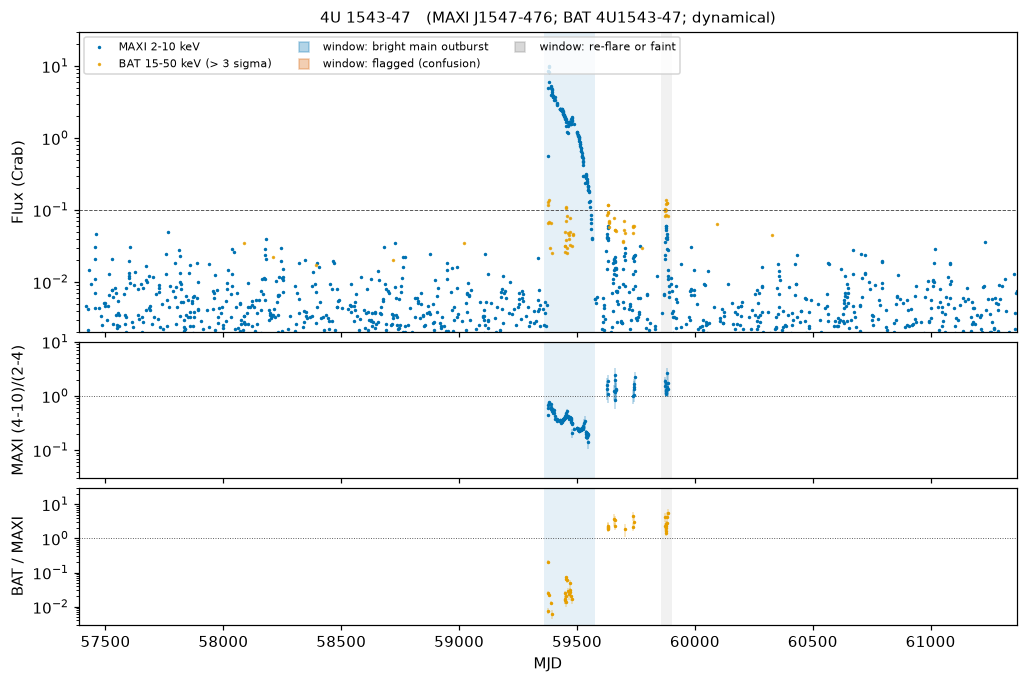 4U 1543-47 (MAXI J1547-476; BAT 4U1543-47; dynamical)
MAXI 2-10 keV
BAT 15-50 keV (> 3 sigma)
window: bright main outburst
window: flagged (confusion)
window: re-flare or faint
Flux (Crab)
10¹
10⁰
10⁻¹
10⁻²
MAXI (4-10)/(2-4)
10¹
10⁰
10⁻¹
BAT / MAXI
10¹
10⁰
10⁻¹
10⁻²
57500 58000 58500 59000 59500 60000 60500 61000
MJD